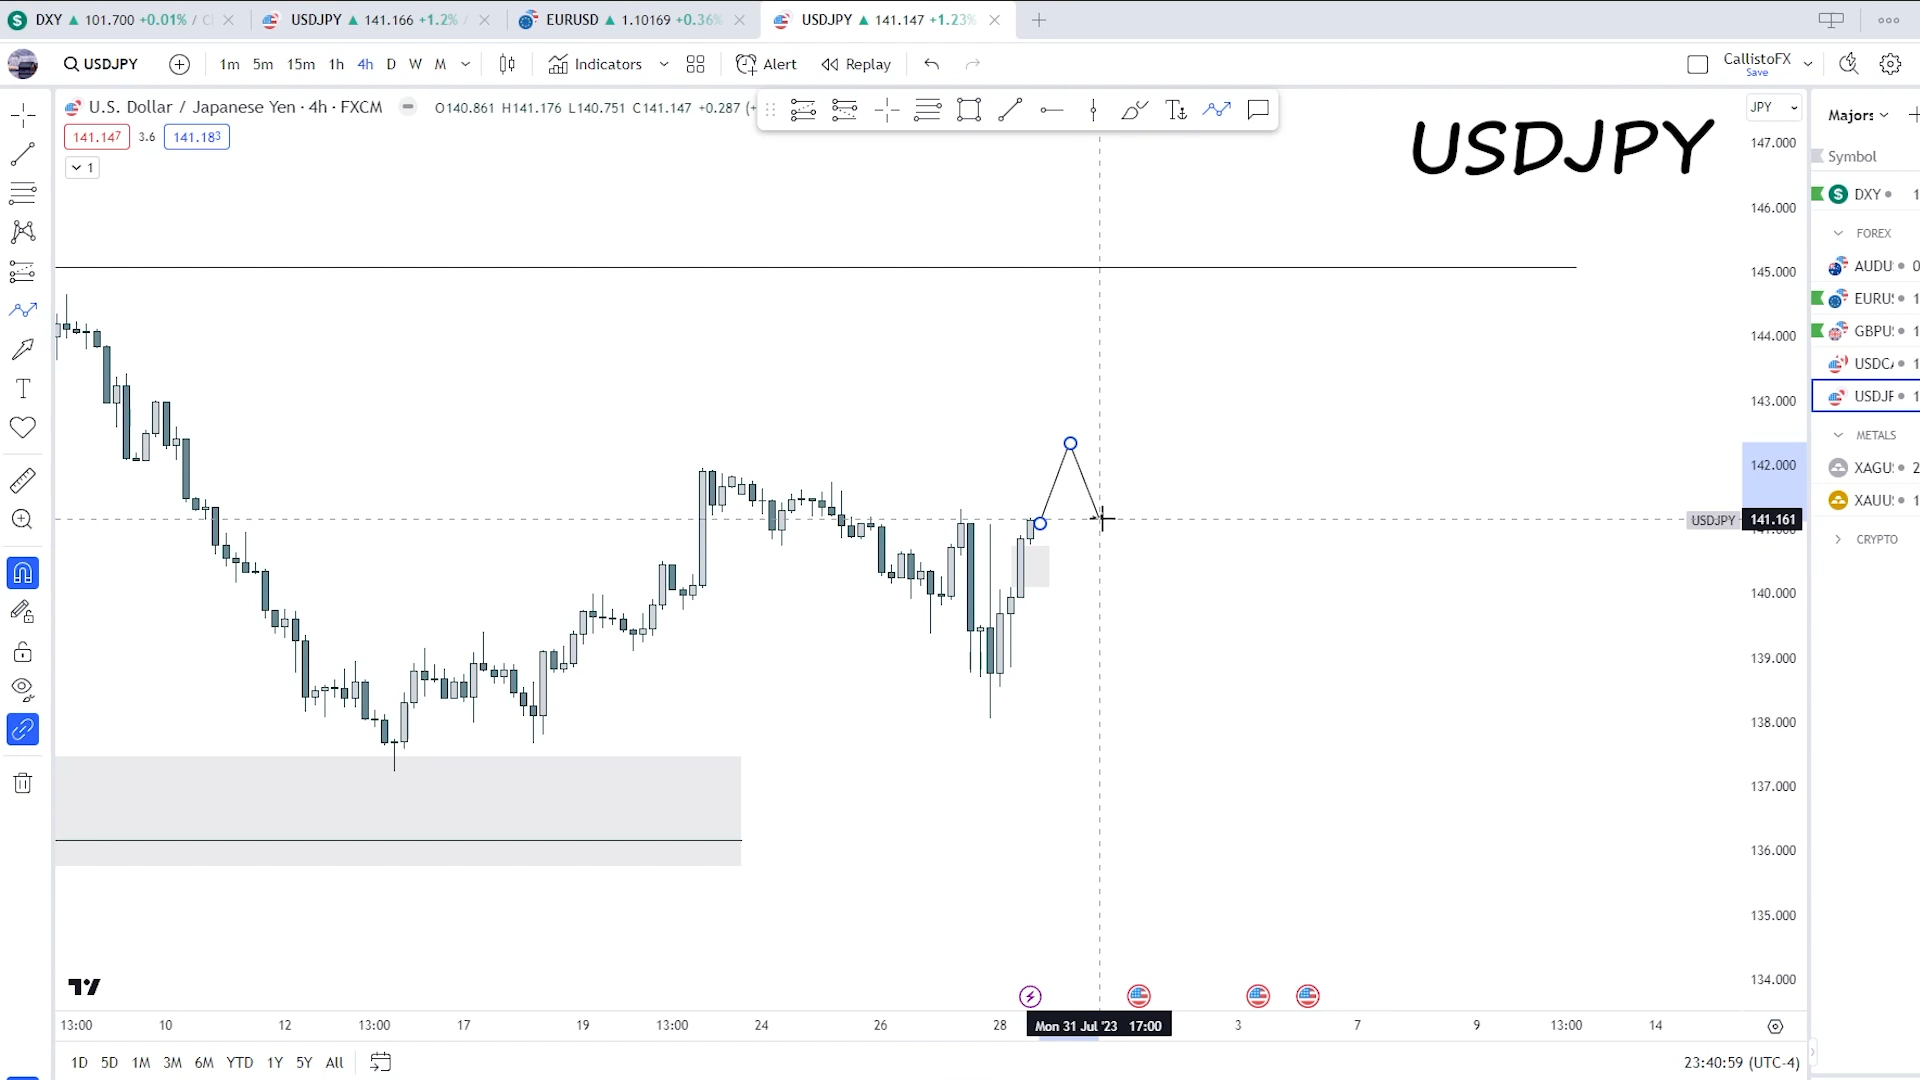 DXY ▲ 101.700 +0.01% /
USDJPY ▲ 141.166 +1.2% /
EURUSD ▲ 1.10169 +0.36%
USDJPY ▲ 141.147 +1.23%
USDJPY
1m 5m 15m 1h 4h D W M
Indicators
Alert
Replay
CallistoFX
Save
U.S. Dollar / Japanese Yen · 4h · FXCM
O140.861 H141.176 L140.751 C141.147 +0.287
141.147 3.6 141.183
1
USDJPY
JPY
147.000
146.000
145.000
144.000
143.000
142.000
USDJPY 141.161
140.000
139.000
138.000
137.000
136.000
135.000
134.000
Majors
Symbol
DXY
FOREX
AUDU
EURU
GBPU
USDC
USDJ
METALS
XAGU
XAUU
CRYPTO
13:00 10 12 13:00 17 19 13:00 24 26 28 Mon 31 Jul '23 17:00 3 7 9 13:00 14
1D 5D 1M 3M 6M YTD 1Y 5Y All
23:40:59 (UTC-4)